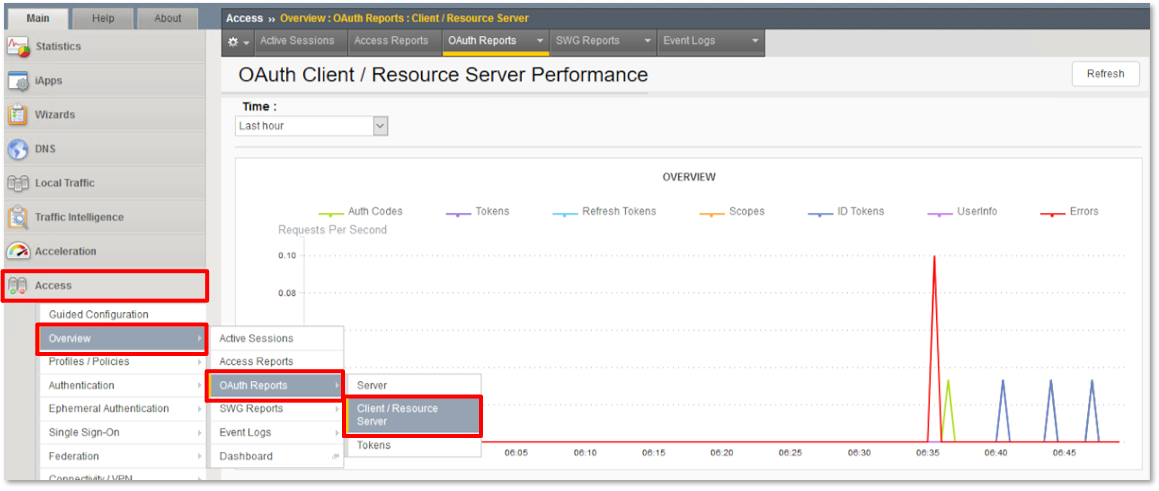 Main Help About
Access » Overview : OAuth Reports : Client / Resource Server
Active Sessions Access Reports OAuth Reports SWG Reports Event Logs
OAuth Client / Resource Server Performance
Refresh
Time :
Last hour
Statistics
iApps
Wizards
DNS
Local Traffic
Traffic Intelligence
Acceleration
Access
Guided Configuration
Overview
Profiles / Policies
Authentication
Ephemeral Authentication
Single Sign-On
Federation
Connectivity / VPN
Active Sessions
Access Reports
OAuth Reports
SWG Reports
Event Logs
Dashboard
Server
Client / Resource
Server
Tokens
OVERVIEW
Auth Codes Tokens Refresh Tokens Scopes ID Tokens UserInfo Errors
Requests Per Second
0.10
0.08
06:05 06:10 06:15 06:20 06:25 06:30 06:35 06:40 06:45